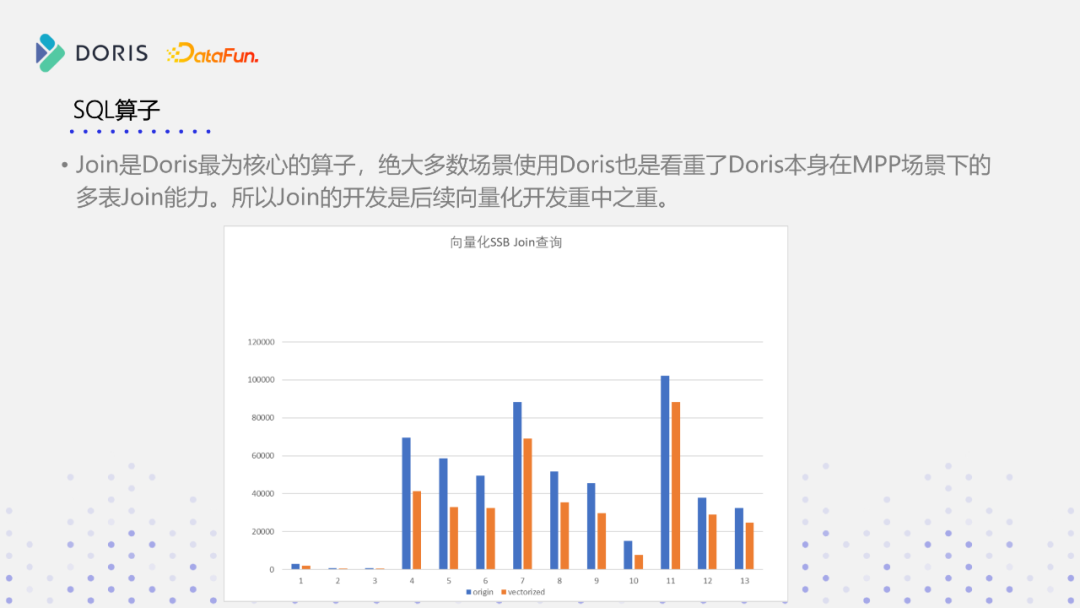 DORIS
DataFun.
SQL算子
• Join是Doris最为核心的算子，绝大多数场景使用Doris也是看重了Doris本身在MPP场景下的
多表Join能力。所以Join的开发是后续向量化开发重中之重。
向量化SSB Join查询
120000
100000
80000
60000
40000
20000
0
1 2 3 4 5 6 7 8 9 10 11 12 13
origin vectorized